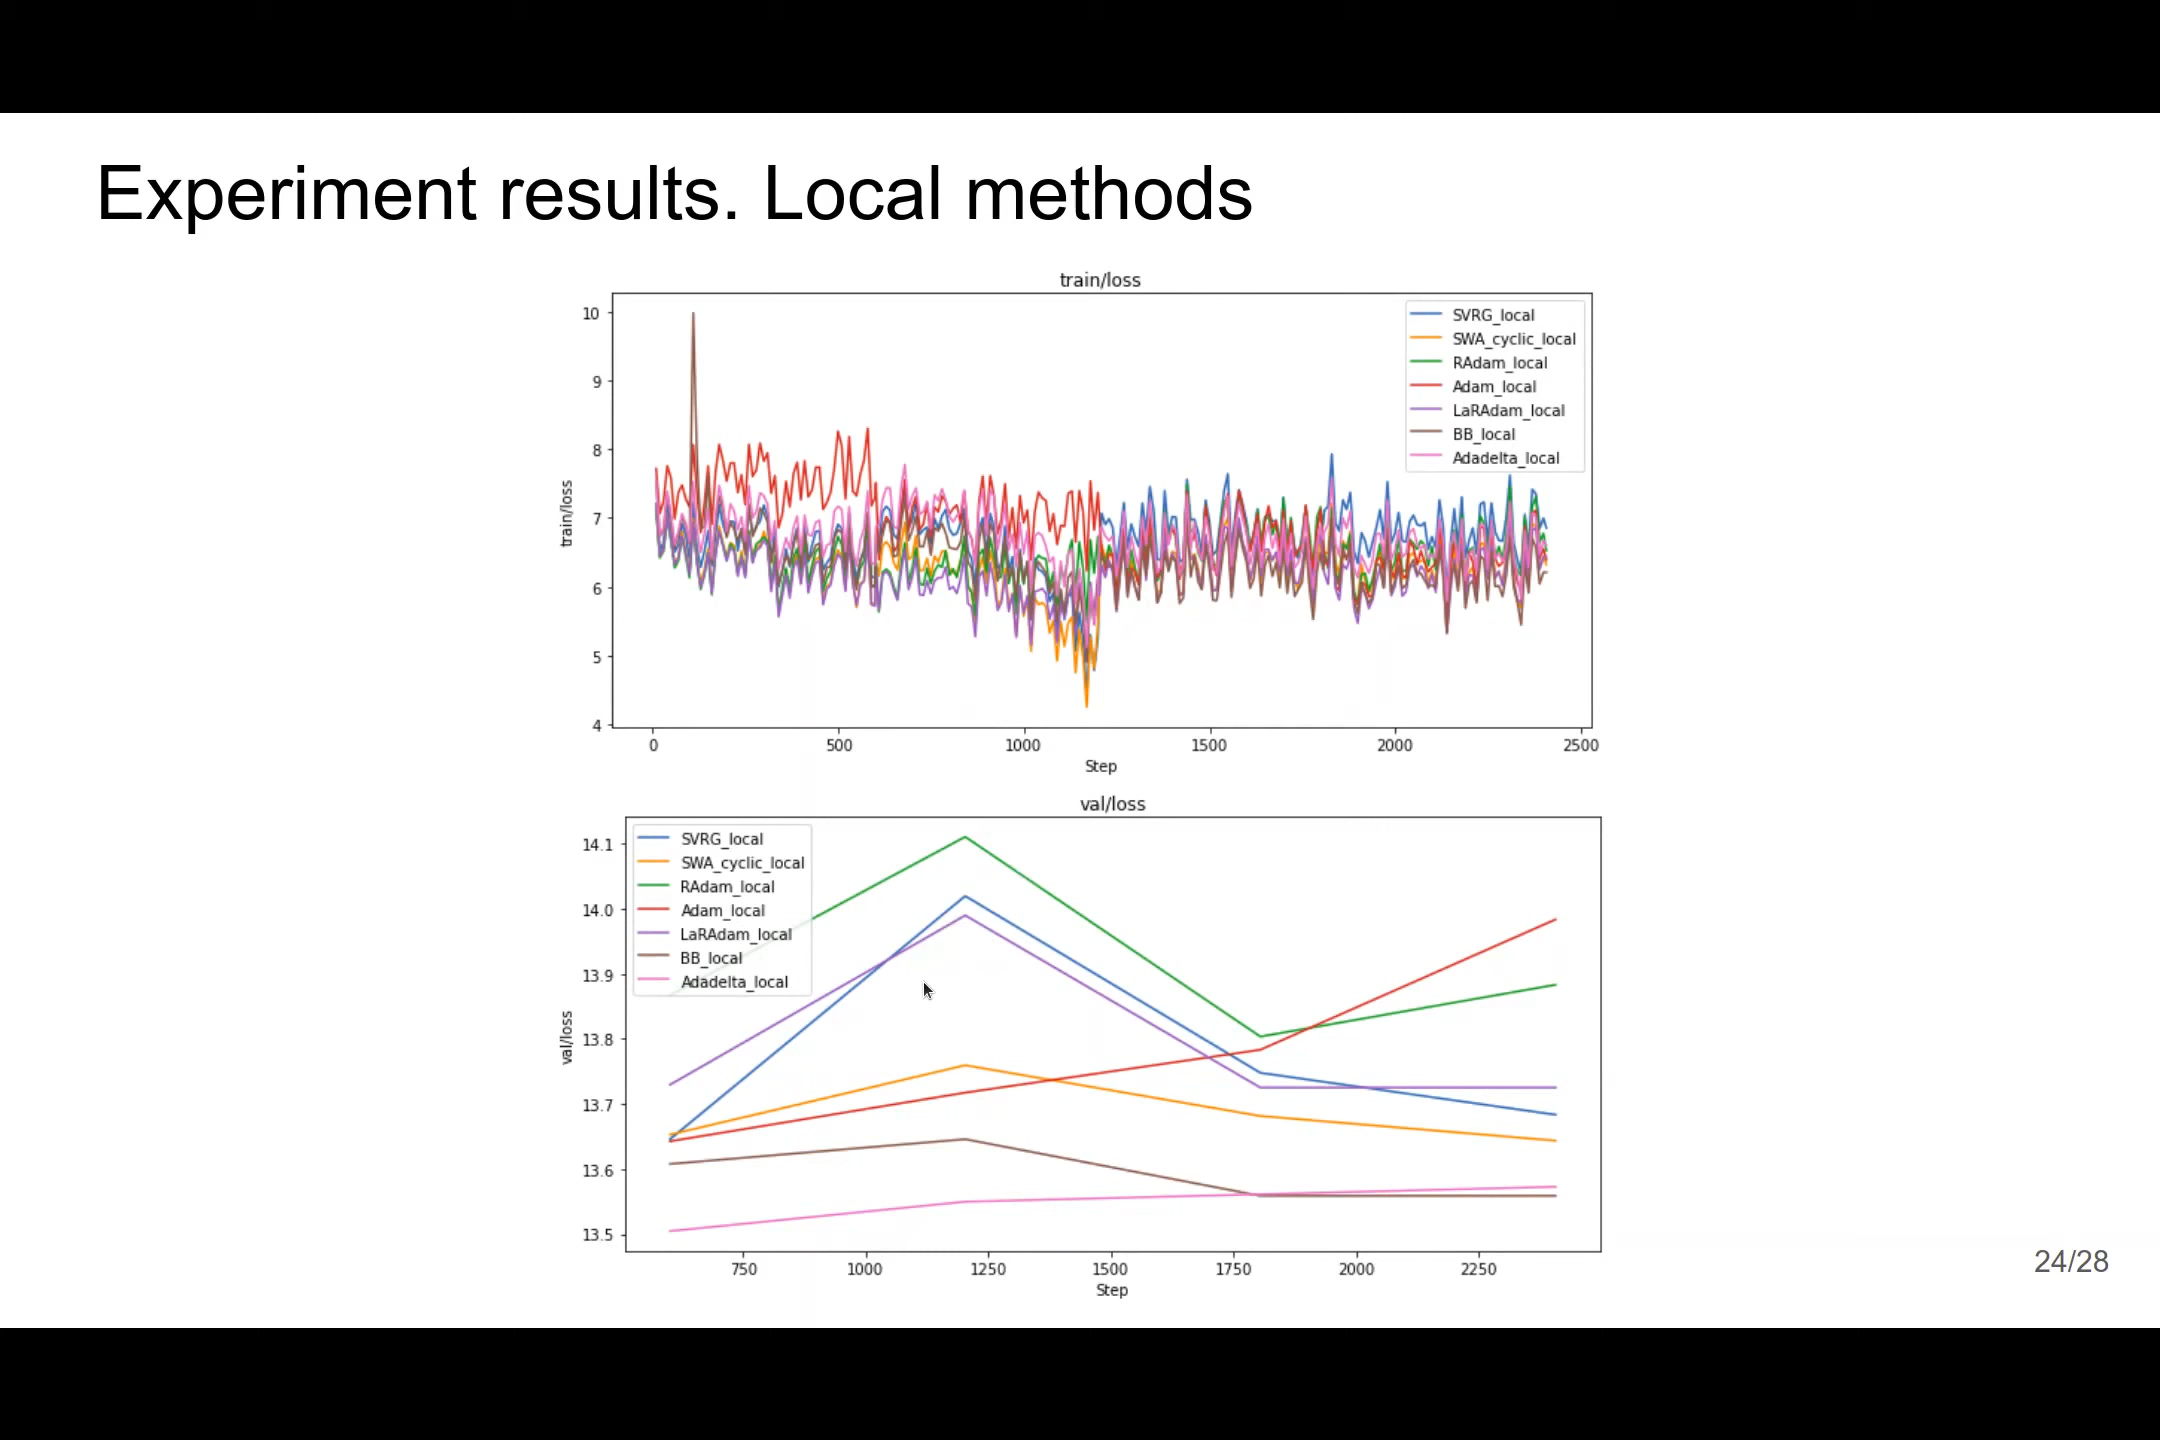 Experiment results. Local methods
train/loss
10
9
8
7
6
5
4
train/loss
SVRG_local
SWA_cyclic_local
RAdam_local
Adam_local
LaRAdam_local
BB_local
Adadelta_local
0 500 1000 1500 2000 2500
Step
val/loss
14.1
14.0
13.9
13.8
13.7
13.6
13.5
val/loss
SVRG_local
SWA_cyclic_local
RAdam_local
Adam_local
LaRAdam_local
BB_local
Adadelta_local
750 1000 1250 1500 1750 2000 2250
Step
24/28